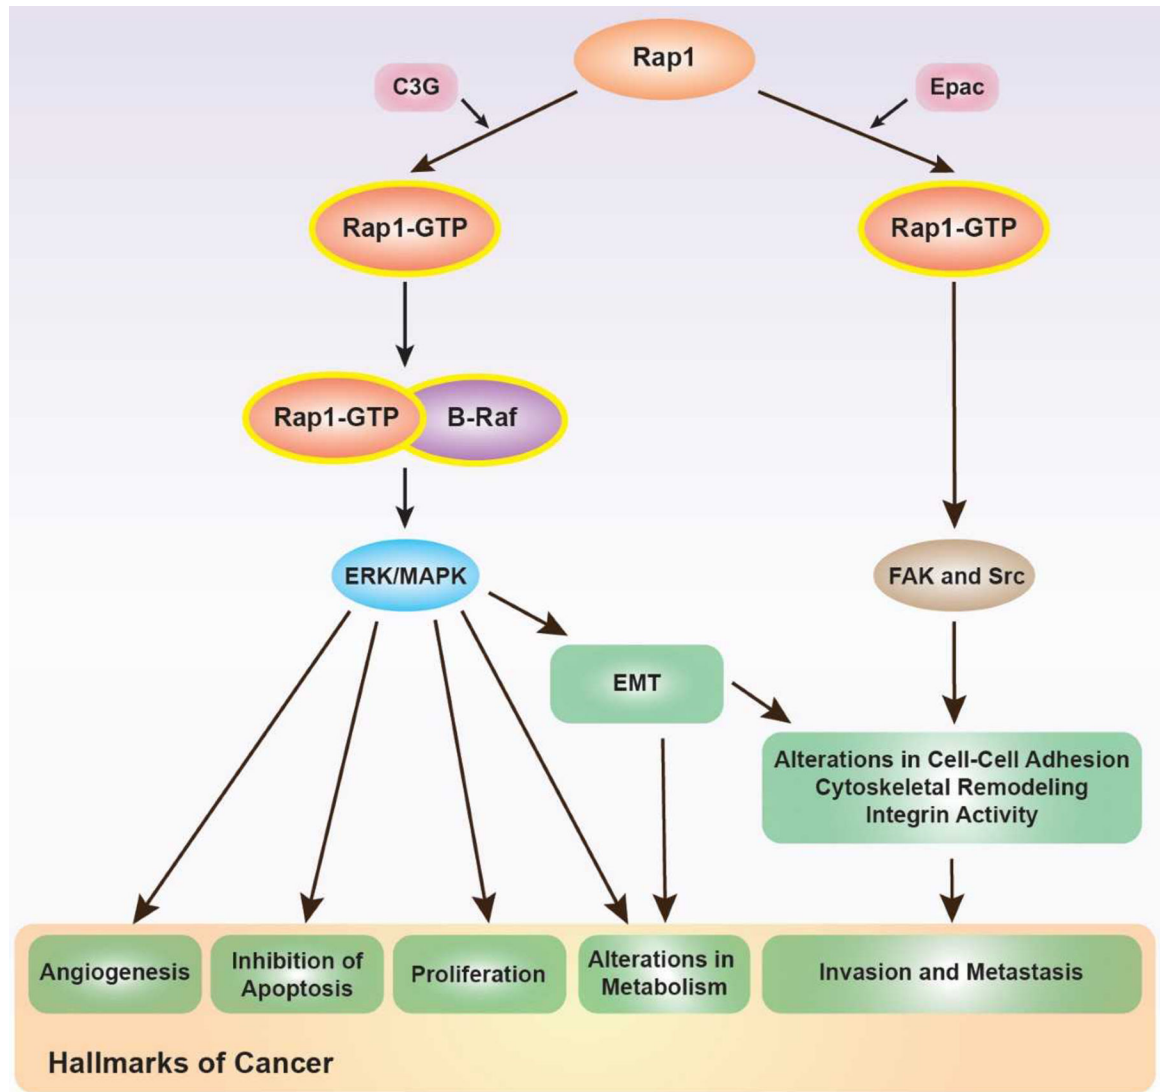 Rap1
C3G
Epac
Rap1-GTP
Rap1-GTP
Rap1-GTP
B-Raf
ERK/MAPK
FAK and Src
EMT
Alterations in Cell-Cell Adhesion
Cytoskeletal Remodeling
Integrin Activity
Angiogenesis
Inhibition of
Apoptosis
Proliferation
Alterations in
Metabolism
Invasion and Metastasis
Hallmarks of Cancer